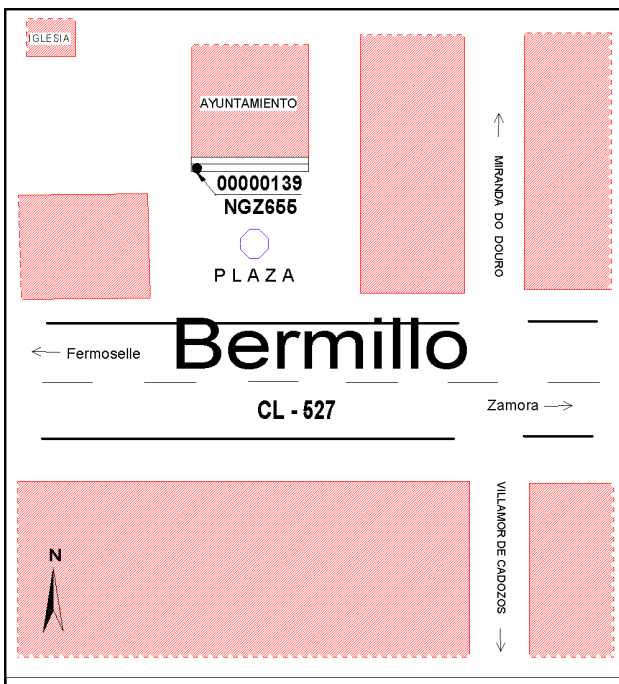 IGLESIA
AYUNTAMIENTO
00000139
NGZ655
PLAZA
MIRANDA DO DOURO
Bermillo
Fermoselle
CL - 527
Zamora
VILLAMOR DE CADOZOS
N